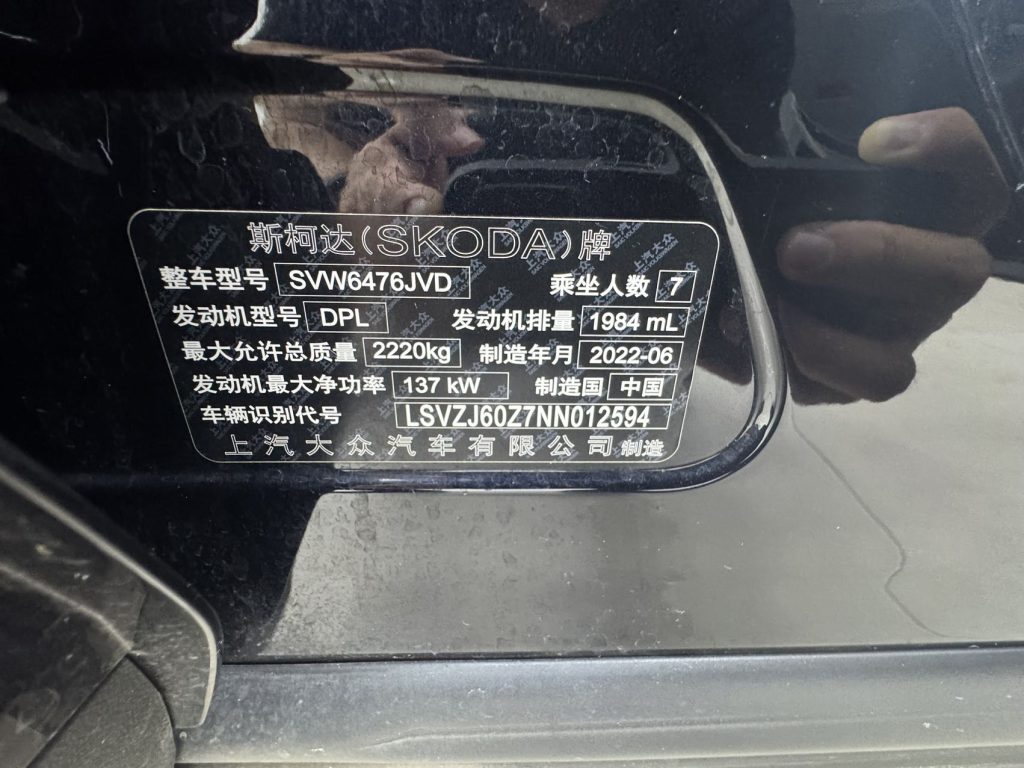 斯柯达(SKODA)牌
整车型号 SVW6476JVD 乘坐人数 7
发动机型号 DPL 发动机排量 1984 mL
最大允许总质量 2220kg 制造年月 2022-06
发动机最大净功率 137 kW 制造国 中国
车辆识别代号 LSVZJ60Z7NN012594
上汽大众汽车有限公司 制造